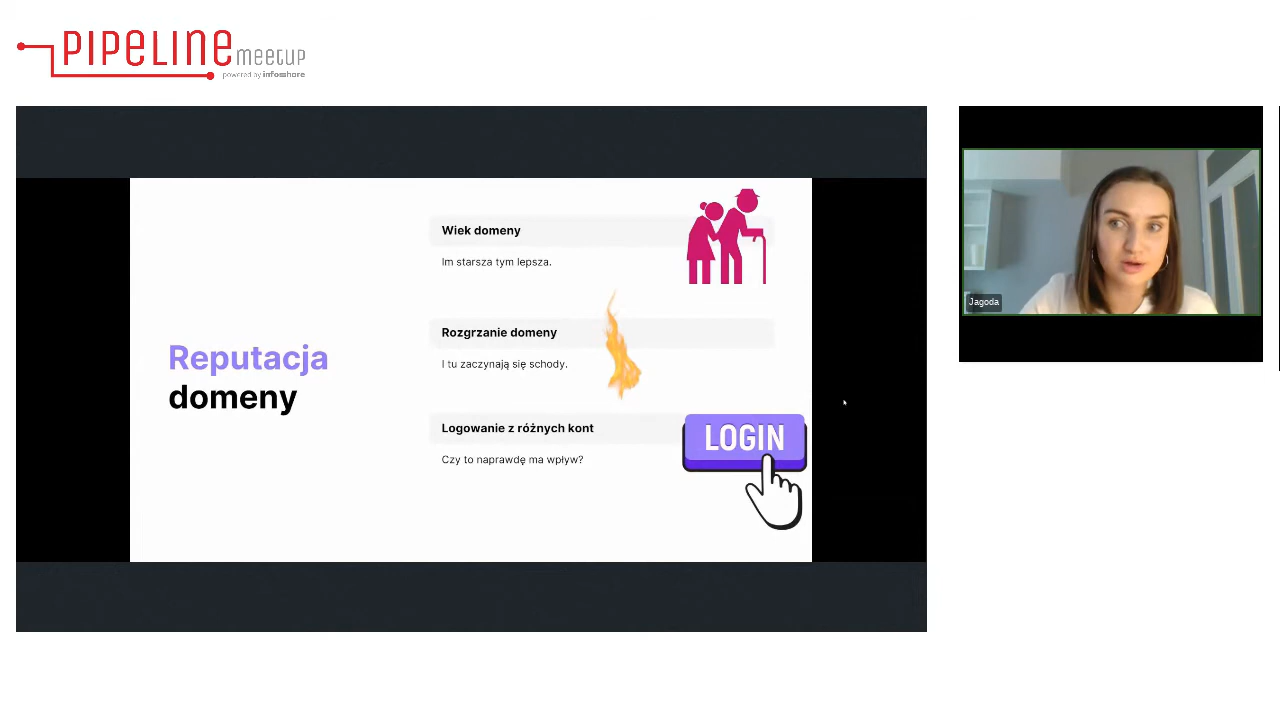 PIPELINE meetup
powered by infoshare
Wiek domeny
Im starsza tym lepsza.
Rozgrzanie domeny
I tu zaczynają się schody.
Reputacja
domeny
Logowanie z różnych kont
Czy to naprawdę ma wpływ?
LOGIN
Jagoda